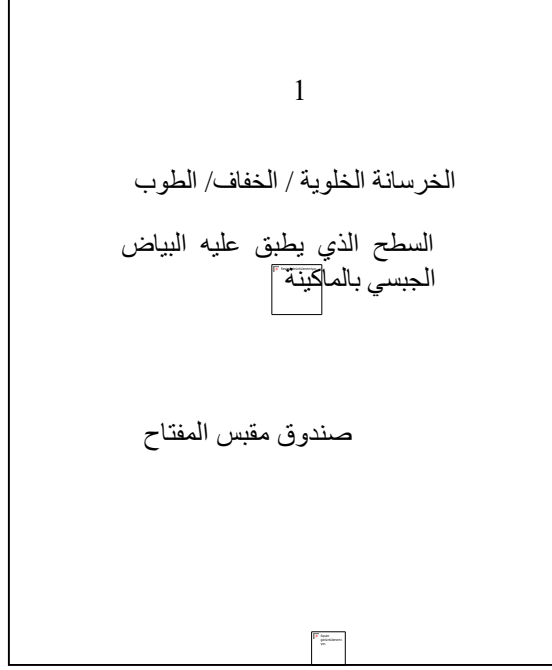 1
الخرسانة الخلوية / الخفاف/ الطوب
السطح الذي يطبق عليه البياض
الجبسي بالماكينة
صندوق مقبس المفتاح